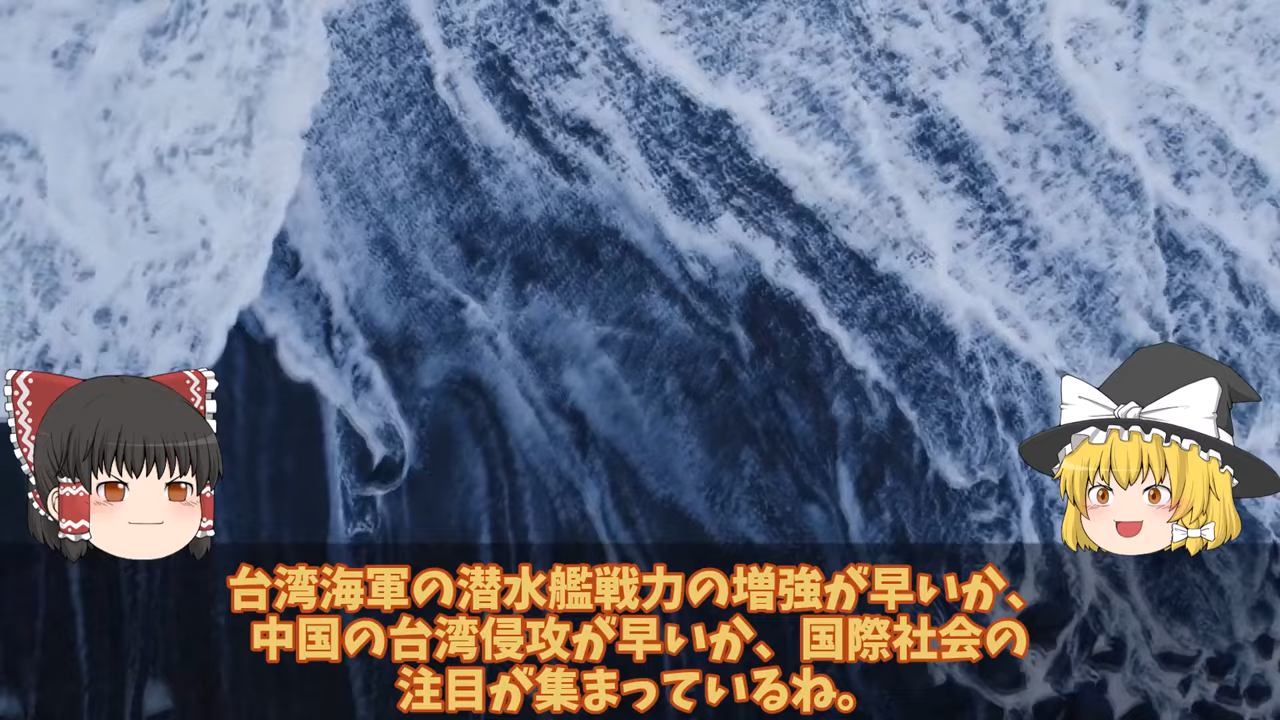 台湾海軍の潜水艦戦力の増強が早いか、
中国の台湾侵攻が早いか、国際社会の
注目が集まっているね。